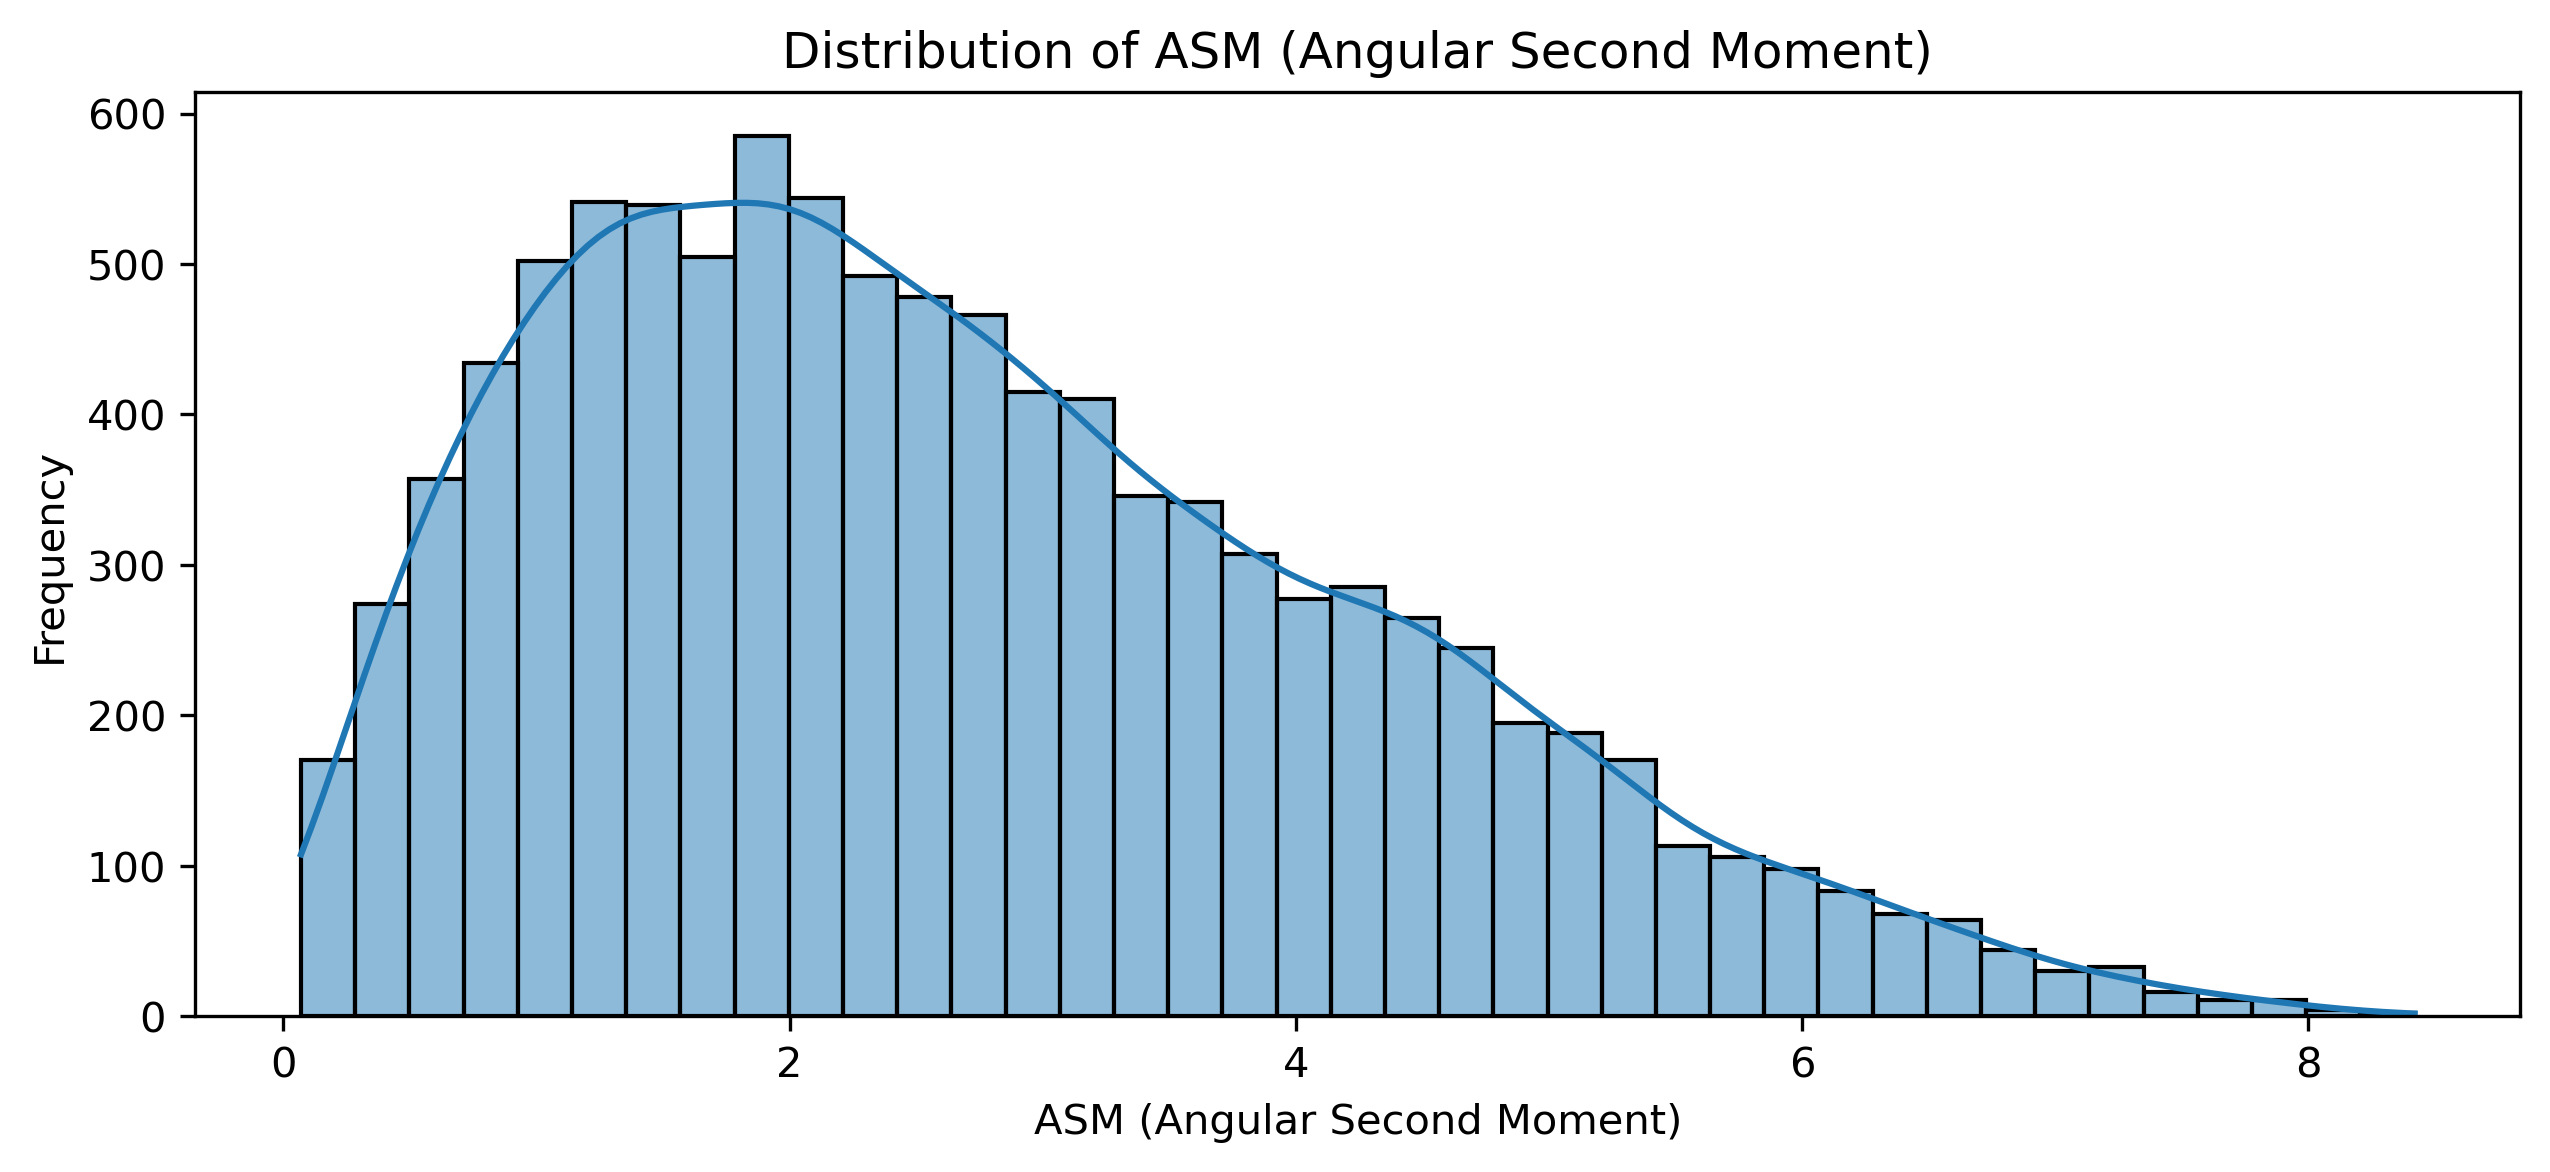 Distribution of ASM (Angular Second Moment)
600
500
400
300
200
100
0
Frequency
0 2 4 6 8
ASM (Angular Second Moment)